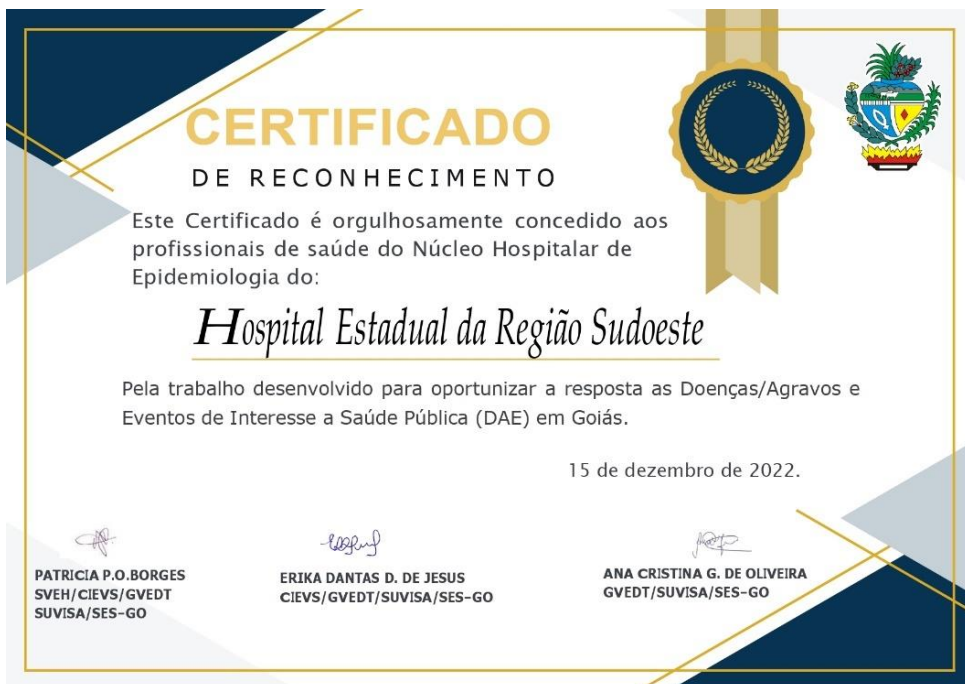 CERTIFICADO
DE RECONHECIMENTO
Este Certificado é orgulhosamente concedido aos
profissionais de saúde do Núcleo Hospitalar de
Epidemiologia do:
Hospital Estadual da Região Sudoeste
Pela trabalho desenvolvido para oportunizar a resposta as Doenças/Agravos e
Eventos de Interesse a Saúde Pública (DAE) em Goiás.
15 de dezembro de 2022.
PATRICIA P.O.BORGES
SVEH/CIEVS/GVEDT
SUVISA/SES-GO
ERIKA DANTAS D. DE JESUS
CIEVS/GVEDT/SUVISA/SES-GO
ANA CRISTINA G. DE OLIVEIRA
GVEDT/SUVISA/SES-GO